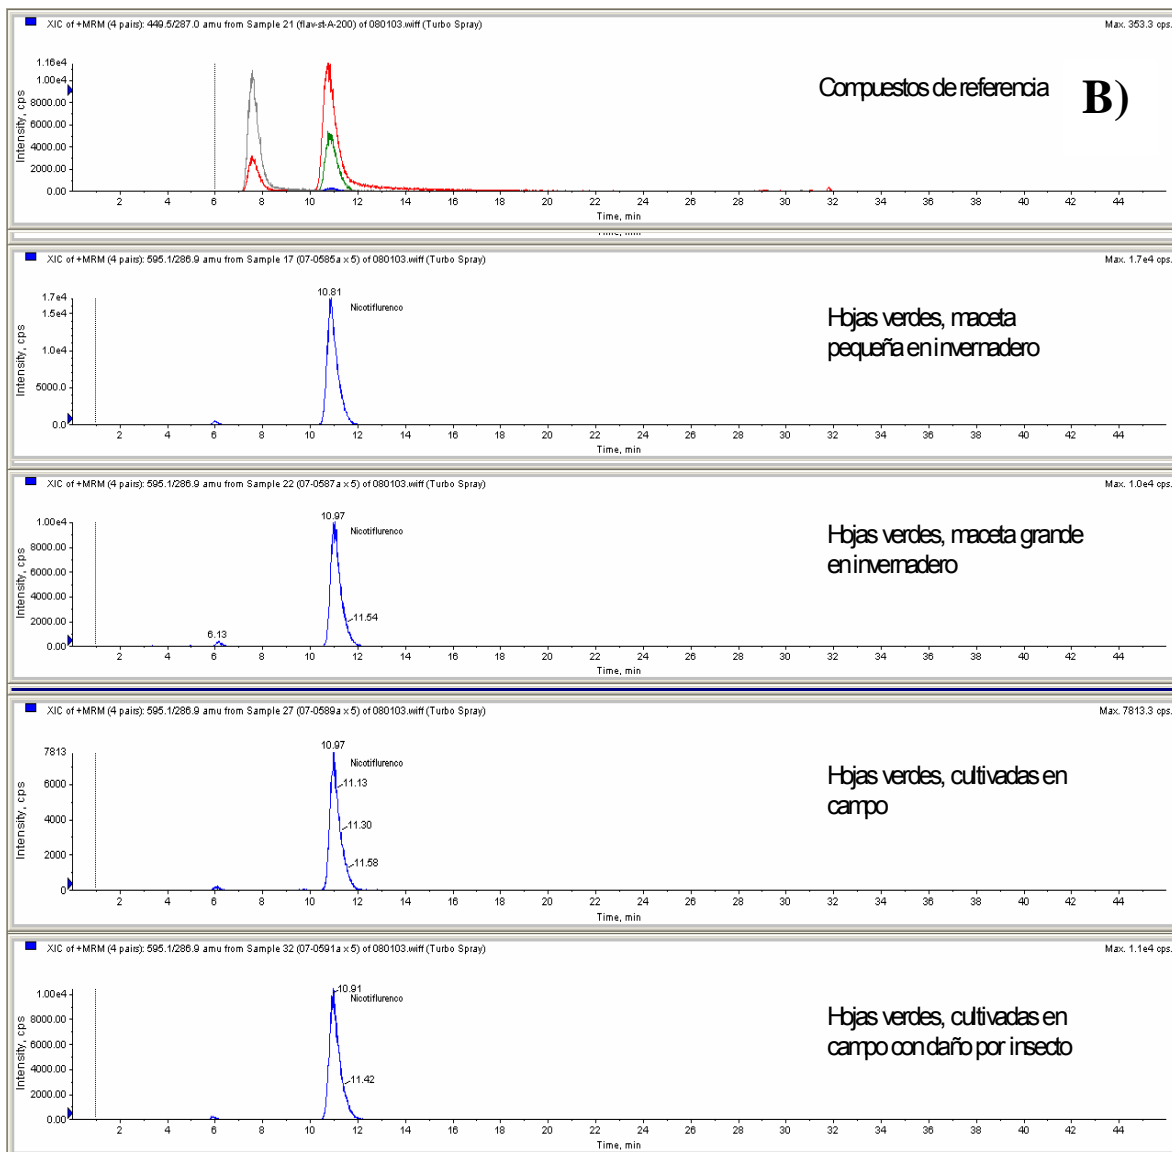 XIC of +MRM (4 pairs): 449.5/287.0 amu from Sample 21 (flav-st-A-200) of 080103.wiff (Turbo Spray)
Max. 353.3 cps.
Compuestos de referencia
B)
Intensity, cps
1.16e4
1.00e4
8000.00
6000.00
4000.00
2000.00
0.00
2 4 6 8 10 12 14 16 18 20 22 24 26 28 30 32 34 36 38 40 42 44
Time, min
XIC of +MRM (4 pairs): 595.1/286.9 amu from Sample 17 (07-0585a x 5) of 080103.wiff (Turbo Spray)
Max. 1.7e4 cps.
10.81
Nicotiflurenco
Hojas verdes, maceta
pequeña en invernadero
Intensity, cps
1.7e4
1.5e4
1.0e4
5000.0
0.0
2 4 6 8 10 12 14 16 18 20 22 24 26 28 30 32 34 36 38 40 42 44
Time, min
XIC of +MRM (4 pairs): 595.1/286.9 amu from Sample 22 (07-0587a x 5) of 080103.wiff (Turbo Spray)
Max. 1.0e4 cps.
10.97
Nicotiflurenco
11.54
6.13
Hojas verdes, maceta grande
en invernadero
Intensity, cps
1.00e4
8000.00
6000.00
4000.00
2000.00
0.00
2 4 6 8 10 12 14 16 18 20 22 24 26 28 30 32 34 36 38 40 42 44
Time, min
XIC of +MRM (4 pairs): 595.1/286.9 amu from Sample 27 (07-0589a x 5) of 080103.wiff (Turbo Spray)
Max. 7813.3 cps.
10.97
Nicotiflurenco
11.13
11.30
11.58
Hojas verdes, cultivadas en
campo
Intensity, cps
7813
6000
4000
2000
0
2 4 6 8 10 12 14 16 18 20 22 24 26 28 30 32 34 36 38 40 42 44
Time, min
XIC of +MRM (4 pairs): 595.1/286.9 amu from Sample 32 (07-0591a x 5) of 080103.wiff (Turbo Spray)
Max. 1.1e4 cps.
10.91
Nicotiflurenco
11.42
Hojas verdes, cultivadas en
campo con daño por insecto
Intensity, cps
1.00e4
8000.00
6000.00
4000.00
2000.00
0.00
2 4 6 8 10 12 14 16 18 20 22 24 26 28 30 32 34 36 38 40 42 44
Time, min